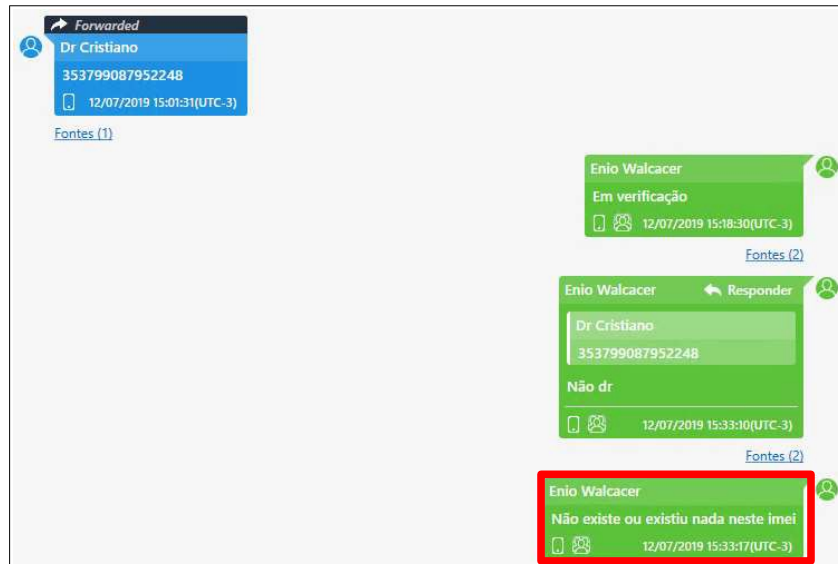 Forwarded
Dr Cristiano
353799087952248
12/07/2019 15:01:31(UTC-3)
Fontes (1)
Enio Walcacer
Em verificação
12/07/2019 15:18:30(UTC-3)
Fontes (2)
Enio Walcacer Responder
Dr Cristiano
353799087952248
Não dr
12/07/2019 15:33:10(UTC-3)
Fontes (2)
Enio Walcacer
Não existe ou existiu nada neste imei
12/07/2019 15:33:17(UTC-3)